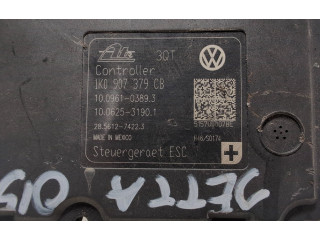 Ate 3QT
Controller
1K0 907 379 CB
10.0961-0389.3
10.0625-3190.1
28.5612-7422.3
MADE IN MEXICO
Steuergeraet ESC
JETTA 015